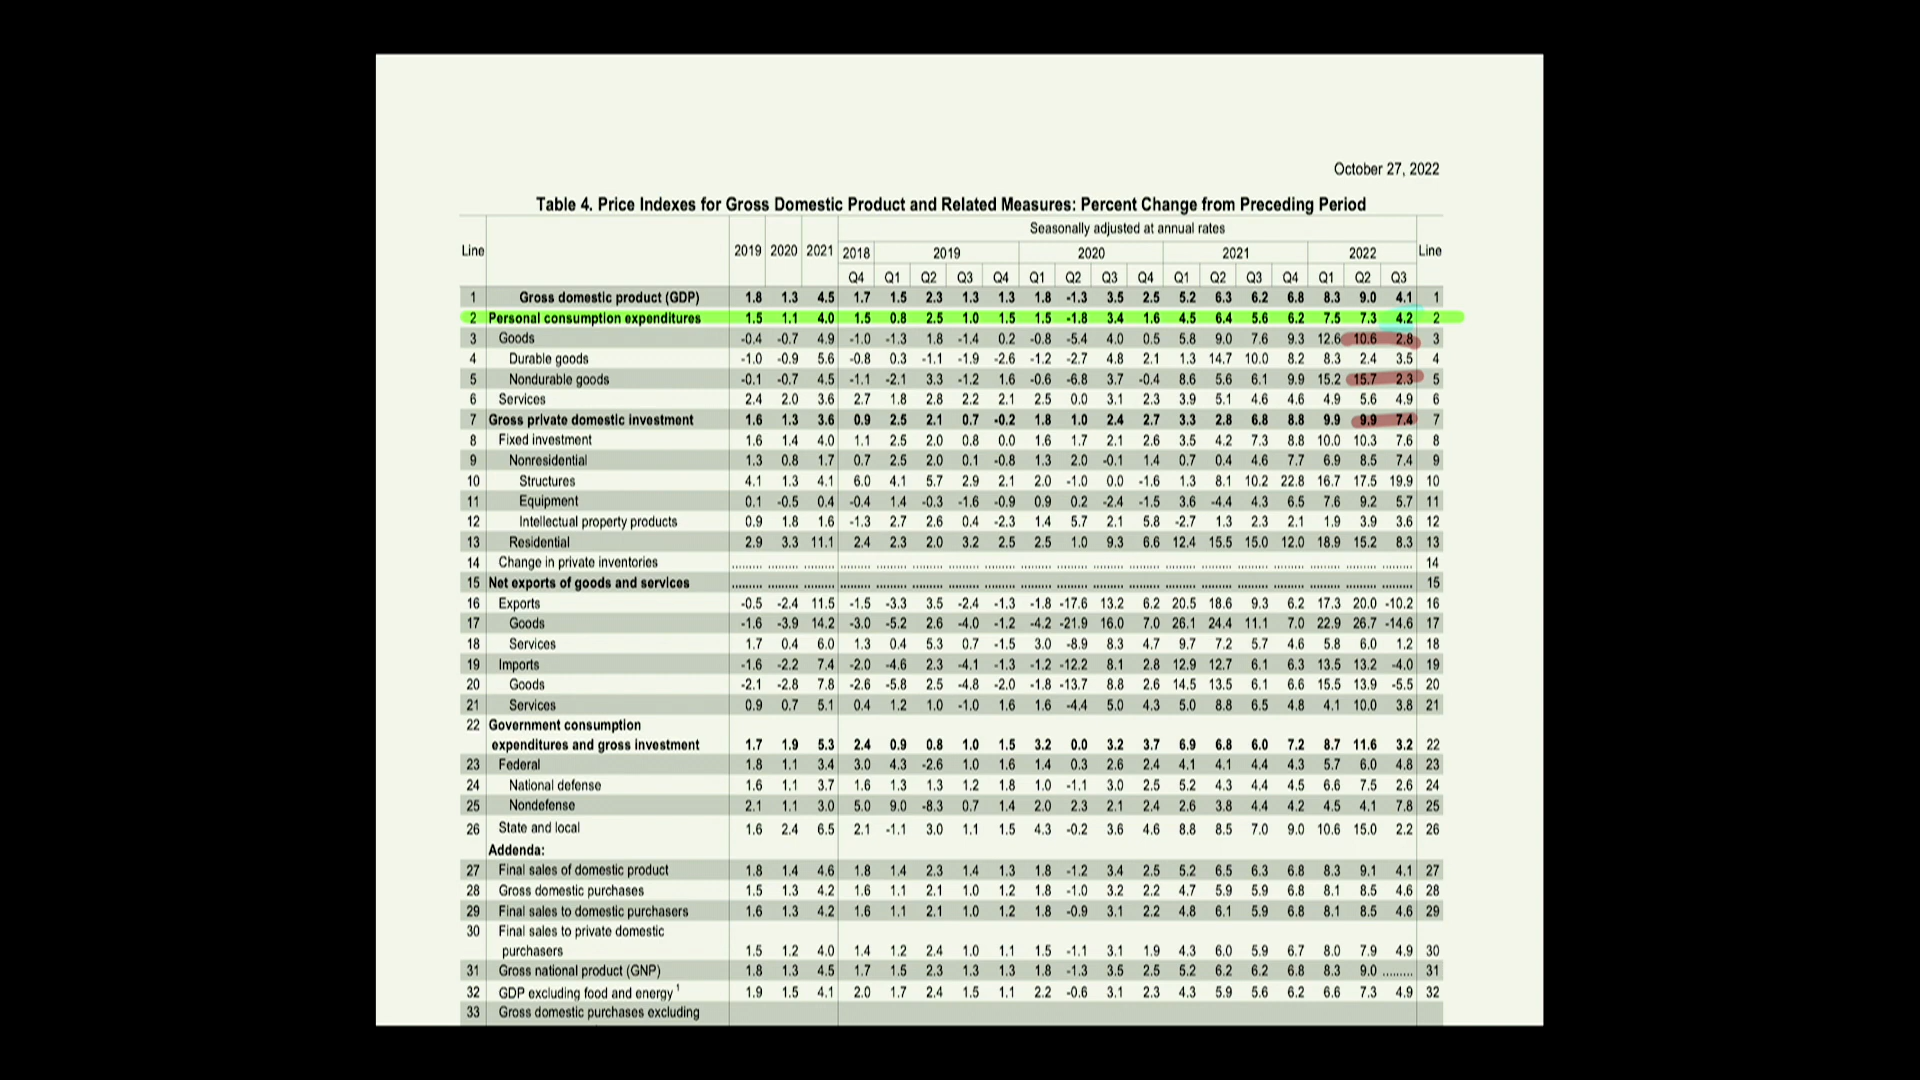 October 27, 2022
Table 4. Price Indexes for Gross Domestic Product and Related Measures: Percent Change from Preceding Period
Seasonally adjusted at annual rates
Line 2019 2020 2021 2018 2019 2020 2021 2022 Line
Q4 Q1 Q2 Q3 Q4 Q1 Q2 Q3 Q4 Q1 Q2 Q3 Q4 Q1 Q2 Q3
1 Gross domestic product (GDP) 1.8 1.3 4.5 1.7 1.5 2.3 1.3 1.3 1.8 -1.3 3.5 2.5 5.2 6.3 6.2 6.8 8.3 9.0 4.1 1
2 Personal consumption expenditures 1.5 1.1 4.0 1.5 0.8 2.5 1.0 1.5 1.5 -1.8 3.4 1.6 4.5 6.4 5.6 6.2 7.5 7.3 4.2 2
3 Goods -0.4 -0.7 4.9 -1.0 -1.3 1.8 -1.4 0.2 -0.8 -5.4 4.0 0.5 5.8 9.0 7.6 9.3 12.6 10.6 2.8 3
4 Durable goods -1.0 -0.9 5.6 -0.8 0.3 -1.1 -1.9 -2.6 -1.2 -2.7 4.8 2.1 1.3 14.7 10.0 8.2 8.3 2.4 3.5 4
5 Nondurable goods -0.1 -0.7 4.5 -1.1 -2.1 3.3 -1.2 1.6 -0.6 -6.8 3.7 -0.4 8.6 5.6 6.1 9.9 15.2 15.7 2.3 5
6 Services 2.4 2.0 3.6 2.7 1.8 2.8 2.2 2.1 2.5 0.0 3.1 2.3 3.9 5.1 4.6 4.6 4.9 5.6 4.9 6
7 Gross private domestic investment 1.6 1.3 3.6 0.9 2.5 2.1 0.7 -0.2 1.8 1.0 2.4 2.7 3.3 2.8 6.8 8.8 9.9 9.9 7.4 7
8 Fixed investment 1.6 1.4 4.0 1.1 2.5 2.0 0.8 0.0 1.6 1.7 2.1 2.6 3.5 4.2 7.3 8.8 10.0 10.3 7.6 8
9 Nonresidential 1.3 0.8 1.7 0.7 2.5 2.0 0.1 -0.8 1.3 2.0 -0.1 1.4 0.7 0.4 4.6 7.7 6.9 8.5 7.4 9
10 Structures 4.1 1.3 4.1 6.0 4.1 5.7 2.9 2.1 2.0 -1.0 0.0 -1.6 1.3 8.1 10.2 22.8 16.7 17.5 19.9 10
11 Equipment 0.1 -0.5 0.4 -0.4 1.4 -0.3 -1.6 -0.9 0.9 0.2 -2.4 -1.5 3.6 -4.4 4.3 6.5 7.6 9.2 5.7 11
12 Intellectual property products 0.9 1.8 1.6 -1.3 2.7 2.6 0.4 -2.3 1.4 5.7 2.1 5.8 -2.7 1.3 2.3 2.1 1.9 3.9 3.6 12
13 Residential 2.9 3.3 11.1 2.4 2.3 2.0 3.2 2.5 2.5 1.0 9.3 6.6 12.4 15.5 15.0 12.0 18.9 15.2 8.3 13
14 Change in private inventories ......... ......... ......... ......... ......... ......... ......... ......... ......... ......... ......... ......... ......... ......... ......... ......... ......... ......... ......... 14
15 Net exports of goods and services ......... ......... ......... ......... ......... ......... ......... ......... ......... ......... ......... ......... ......... ......... ......... ......... ......... ......... ......... 15
16 Exports -0.5 -2.4 11.5 -1.5 -3.3 3.5 -2.4 -1.3 -1.8 -17.6 13.2 6.2 20.5 18.6 9.3 6.2 17.3 20.0 -10.2 16
17 Goods -1.6 -3.9 14.2 -3.0 -5.2 2.6 -4.0 -1.2 -4.2 -21.9 16.0 7.0 26.1 24.4 11.1 7.0 22.9 26.7 -14.6 17
18 Services 1.7 0.4 6.0 1.3 0.4 5.3 0.7 -1.5 3.0 -8.9 8.3 4.7 9.7 7.2 5.7 4.6 5.8 6.0 1.2 18
19 Imports -1.6 -2.2 7.4 -2.0 -4.6 2.3 -4.1 -1.3 -1.2 -12.2 8.1 2.8 12.9 12.7 6.1 6.3 13.5 13.2 -4.0 19
20 Goods -2.1 -2.8 7.8 -2.6 -5.8 2.5 -4.8 -2.0 -1.8 -13.7 8.8 2.6 14.5 13.5 6.1 6.6 15.5 13.9 -5.5 20
21 Services 0.9 0.7 5.1 0.4 1.2 1.0 -1.0 1.6 1.6 -4.4 5.0 4.3 5.0 8.8 6.5 4.8 4.1 10.0 3.8 21
22 Government consumption
expenditures and gross investment 1.7 1.9 5.3 2.4 0.9 0.8 1.0 1.5 3.2 0.0 3.2 3.7 6.9 6.8 6.0 7.2 8.7 11.6 3.2 22
23 Federal 1.8 1.1 3.4 3.0 4.3 -2.6 1.0 1.6 1.4 0.3 2.6 2.4 4.1 4.1 4.4 4.3 5.7 6.0 4.8 23
24 National defense 1.6 1.1 3.7 1.6 1.3 1.3 1.2 1.8 1.0 -1.1 3.0 2.5 5.2 4.3 4.4 4.5 6.6 7.5 2.6 24
25 Nondefense 2.1 1.1 3.0 5.0 9.0 -8.3 0.7 1.4 2.0 2.3 2.1 2.4 2.6 3.8 4.4 4.2 4.5 4.1 7.8 25
26 State and local 1.6 2.4 6.5 2.1 -1.1 3.0 1.1 1.5 4.3 -0.2 3.6 4.6 8.8 8.5 7.0 9.0 10.6 15.0 2.2 26
Addenda:
27 Final sales of domestic product 1.8 1.4 4.6 1.8 1.4 2.3 1.4 1.3 1.8 -1.2 3.4 2.5 5.2 6.5 6.3 6.8 8.3 9.1 4.1 27
28 Gross domestic purchases 1.5 1.3 4.2 1.6 1.1 2.1 1.0 1.2 1.8 -1.0 3.2 2.2 4.7 5.9 5.9 6.8 8.1 8.5 4.6 28
29 Final sales to domestic purchasers 1.6 1.3 4.2 1.6 1.1 2.1 1.0 1.2 1.8 -0.9 3.1 2.2 4.8 6.1 5.9 6.8 8.1 8.5 4.6 29
30 Final sales to private domestic
purchasers 1.5 1.2 4.0 1.4 1.2 2.4 1.0 1.1 1.5 -1.1 3.1 1.9 4.3 6.0 5.9 6.7 8.0 7.9 4.9 30
31 Gross national product (GNP) 1.8 1.3 4.5 1.7 1.5 2.3 1.3 1.3 1.8 -1.3 3.5 2.5 5.2 6.2 6.2 6.8 8.3 9.0 ......... 31
32 GDP excluding food and energy 1 1.9 1.5 4.1 2.0 1.7 2.4 1.5 1.1 2.2 -0.6 3.1 2.3 4.3 5.9 5.6 6.2 6.6 7.3 4.9 32
33 Gross domestic purchases excluding